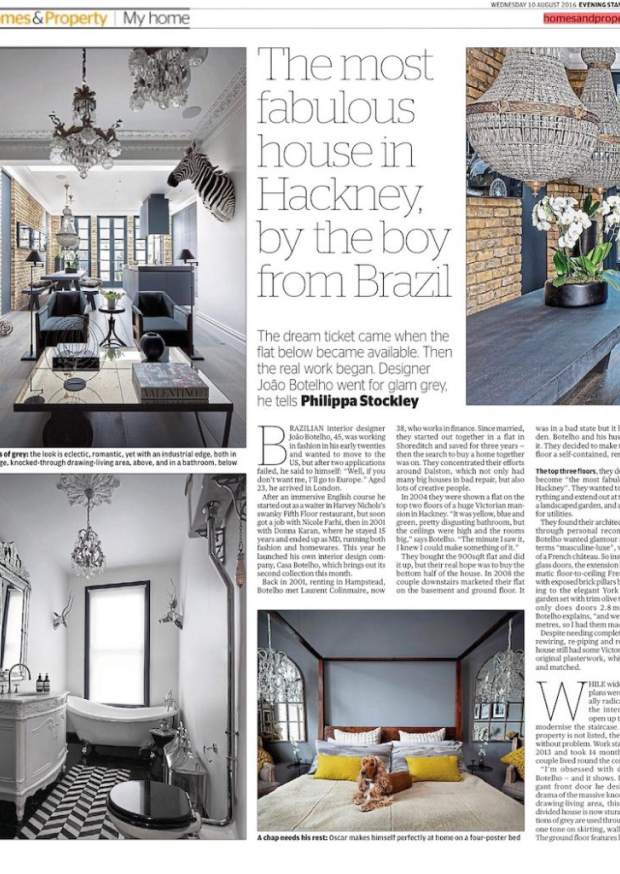 mes&Property | My home
WEDNESDAY 10 AUGUST 2016 EVENING STA
homesandprope
The most
fabulous
house in
Hackney,
by the boy
from Brazil
The dream ticket came when the
flat below became available. Then
the real work began. Designer
João Botelho went for glam grey,
he tells Philippa Stockley
VALENTINO
s of grey: the look is eclectic, romantic, yet with an industrial edge, both in
ge, knocked-through drawing-living area, above, and in a bathroom, below
BRAZILIAN interior designer
João Botelho, 45, was working
in fashion in his early twenties
and wanted to move to the
US, but after two applications
failed, he said to himself: "Well, if you
don't want me, I'll go to Europe." Aged
23, he arrived in London.
After an immersive English course he
started out as a waiter in Harvey Nichols's
swanky Fifth Floor restaurant, but soon
got a job with Nicole Farhi, then in 2001
with Donna Karan, where he stayed 15
years and ended up as MD, running both
fashion and homewares. This year he
launched his own interior design com-
pany, Casa Botelho, which brings out its
second collection this month.
Back in 2001, renting in Hampstead,
Botelho met Laurent Colinmaire, now
38, who works in finance. Since married,
they started out together in a flat in
Shoreditch and saved for three years –
then the search to buy a home together
was on. They concentrated their efforts
around Dalston, which not only had
many big houses in bad repair, but also
lots of creative people.
In 2004 they were shown a flat on the
top two floors of a huge Victorian man-
sion in Hackney. "It was yellow, blue and
green, pretty disgusting bathroom, but
the ceilings were high and the rooms
big," says Botelho. "The minute I saw it,
I knew I could make something of it."
They bought the 900sqft flat and did
it up, but their real hope was to buy the
bottom half of the house. In 2008 the
couple downstairs marketed their flat
on the basement and ground floor. It
was in a bad state but it h
den. Botelho and his hus
it. They decided to make t
floor a self-contained, ren
The top three floors, they de
become "the most fabul
Hackney". They wanted to
rything and extend out at t
a landscaped garden, and a
for utilities.
They found their architec
through personal recom
Botelho wanted glamour
terms "masculine-luxe", w
of a French chateau. So ins
glass doors, the extension
matic floor-to-ceiling Fre
with exposed brick pillars b
ing to the elegant York
garden set with trim olive t
only does doors 2.8 m
Botelho explains, "and we
metres, so I had them mad
Despite needing complet
rewiring, re-piping and re
house still had some Victor
original plasterwork, whi
and matched.
WHILE wide
plans were
ally radica
the inter
open up t
modernise the staircase.
property is not listed, the
without problem. Work sta
2013 and took 14 month
couple lived round the co
"I'm obsessed with d
Botelho – and it shows. F
gant front door he desi
drama of the massive kno
drawing-living area, this
divided house is now stun
tions of grey are used throu
one tone on skirting, wall
The ground floor features l
A chap needs his rest: Oscar makes himself perfectly at home on a four-poster bed